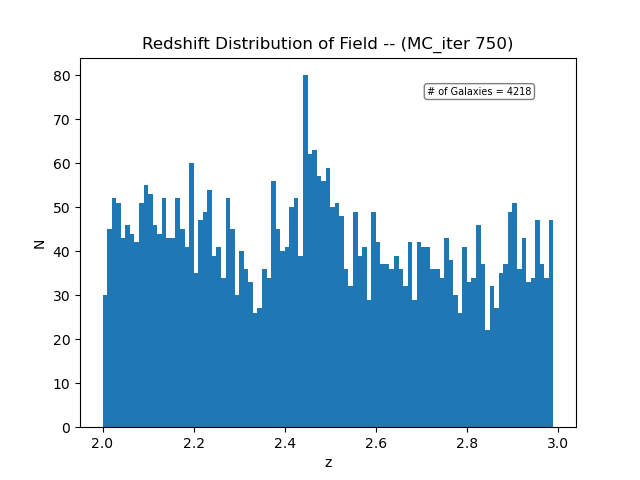 Redshift Distribution of Field -- (MC_iter 750)
# of Galaxies = 4218
80
70
60
50
40
30
20
10
0
N
2.0 2.2 2.4 2.6 2.8 3.0
z